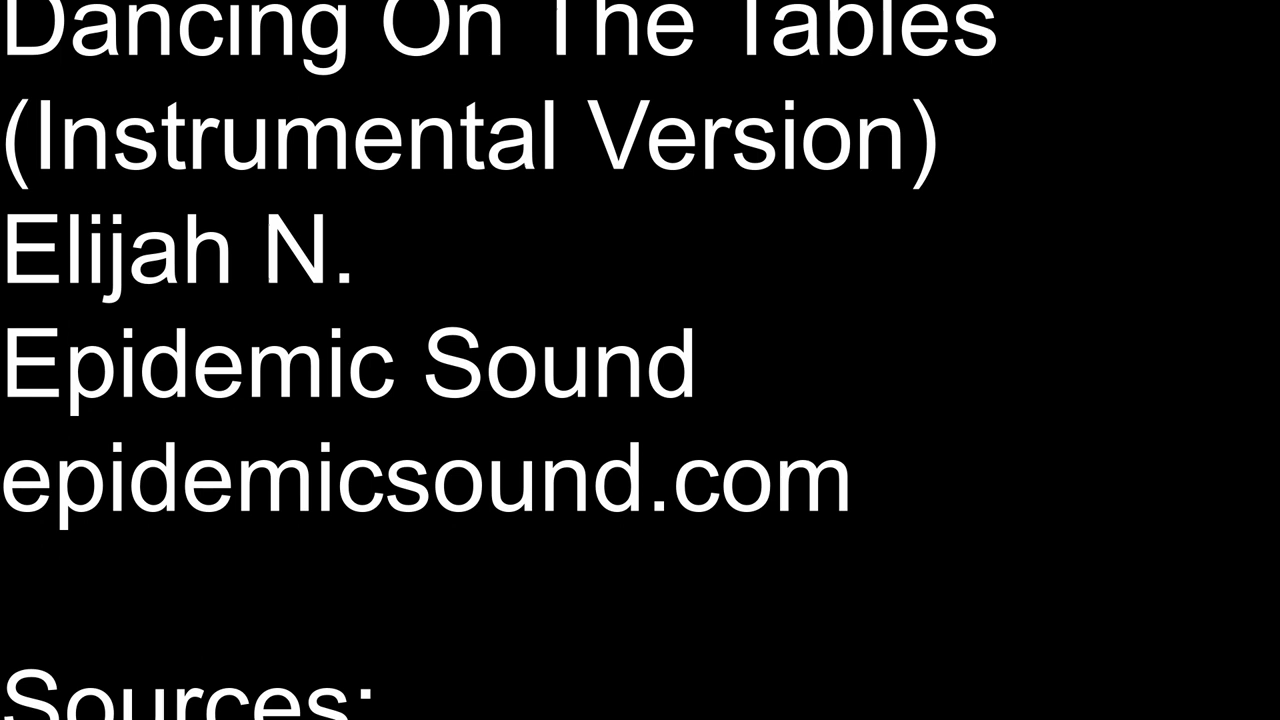 Dancing On The Tables
(Instrumental Version)
Elijah N.
Epidemic Sound
epidemicsound.com
Sources: